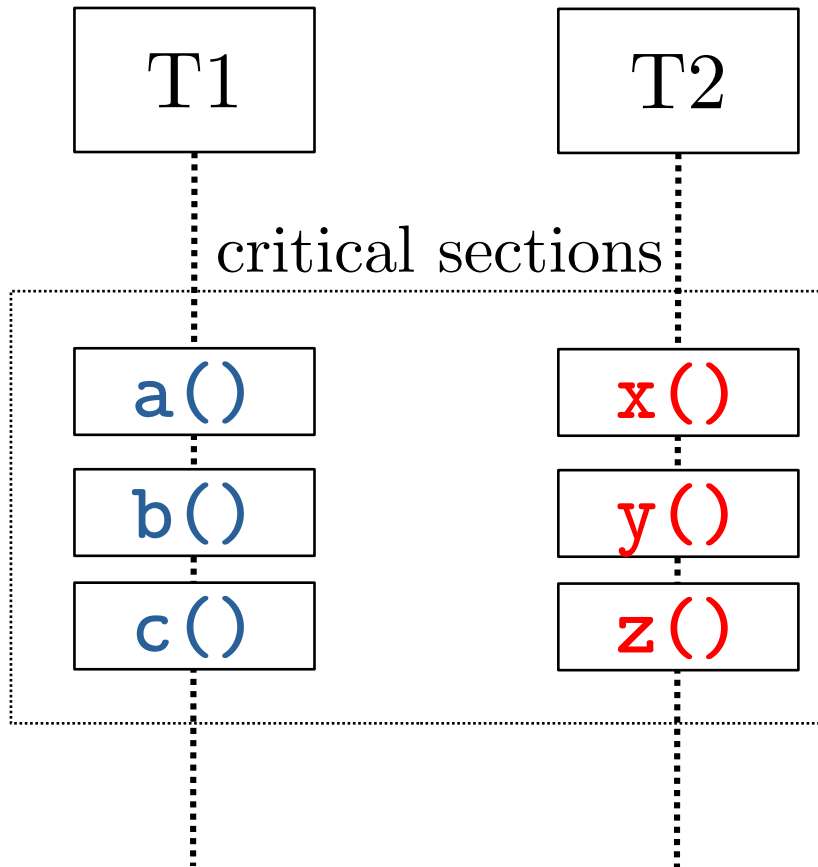 T1 T2
critical sections
a() x()
b() y()
c() z()